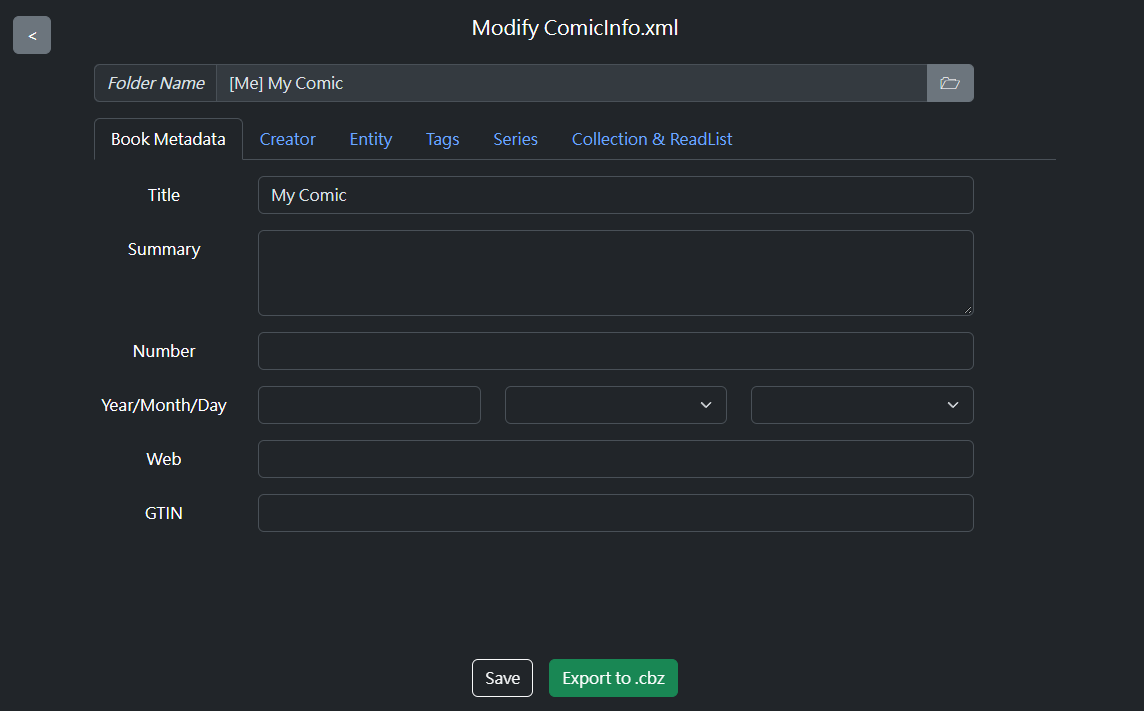 <
Modify ComicInfo.xml
Folder Name [Me] My Comic
Book Metadata Creator Entity Tags Series Collection & ReadList
Title My Comic
Summary
Number
Year/Month/Day
Web
GTIN
Save Export to .cbz